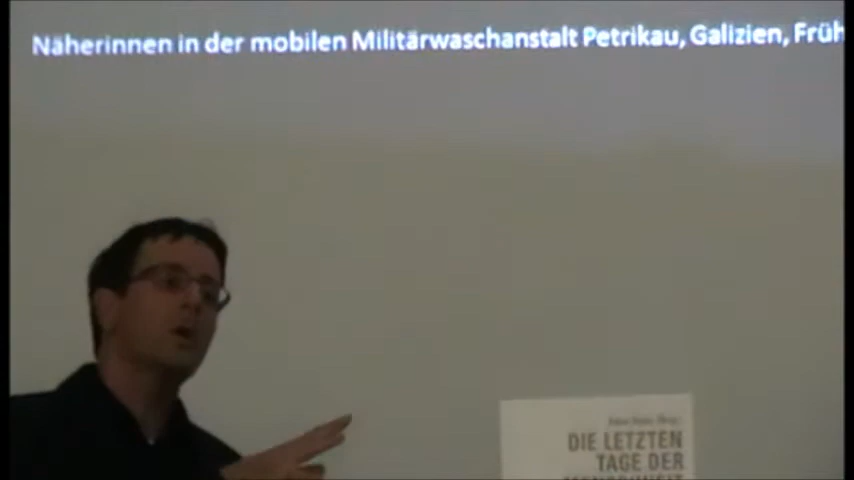 Näherinnen in der mobilen Militärwaschanstalt Petrikau, Galizien, Früh
DIE LETZTEN
TAGE DER